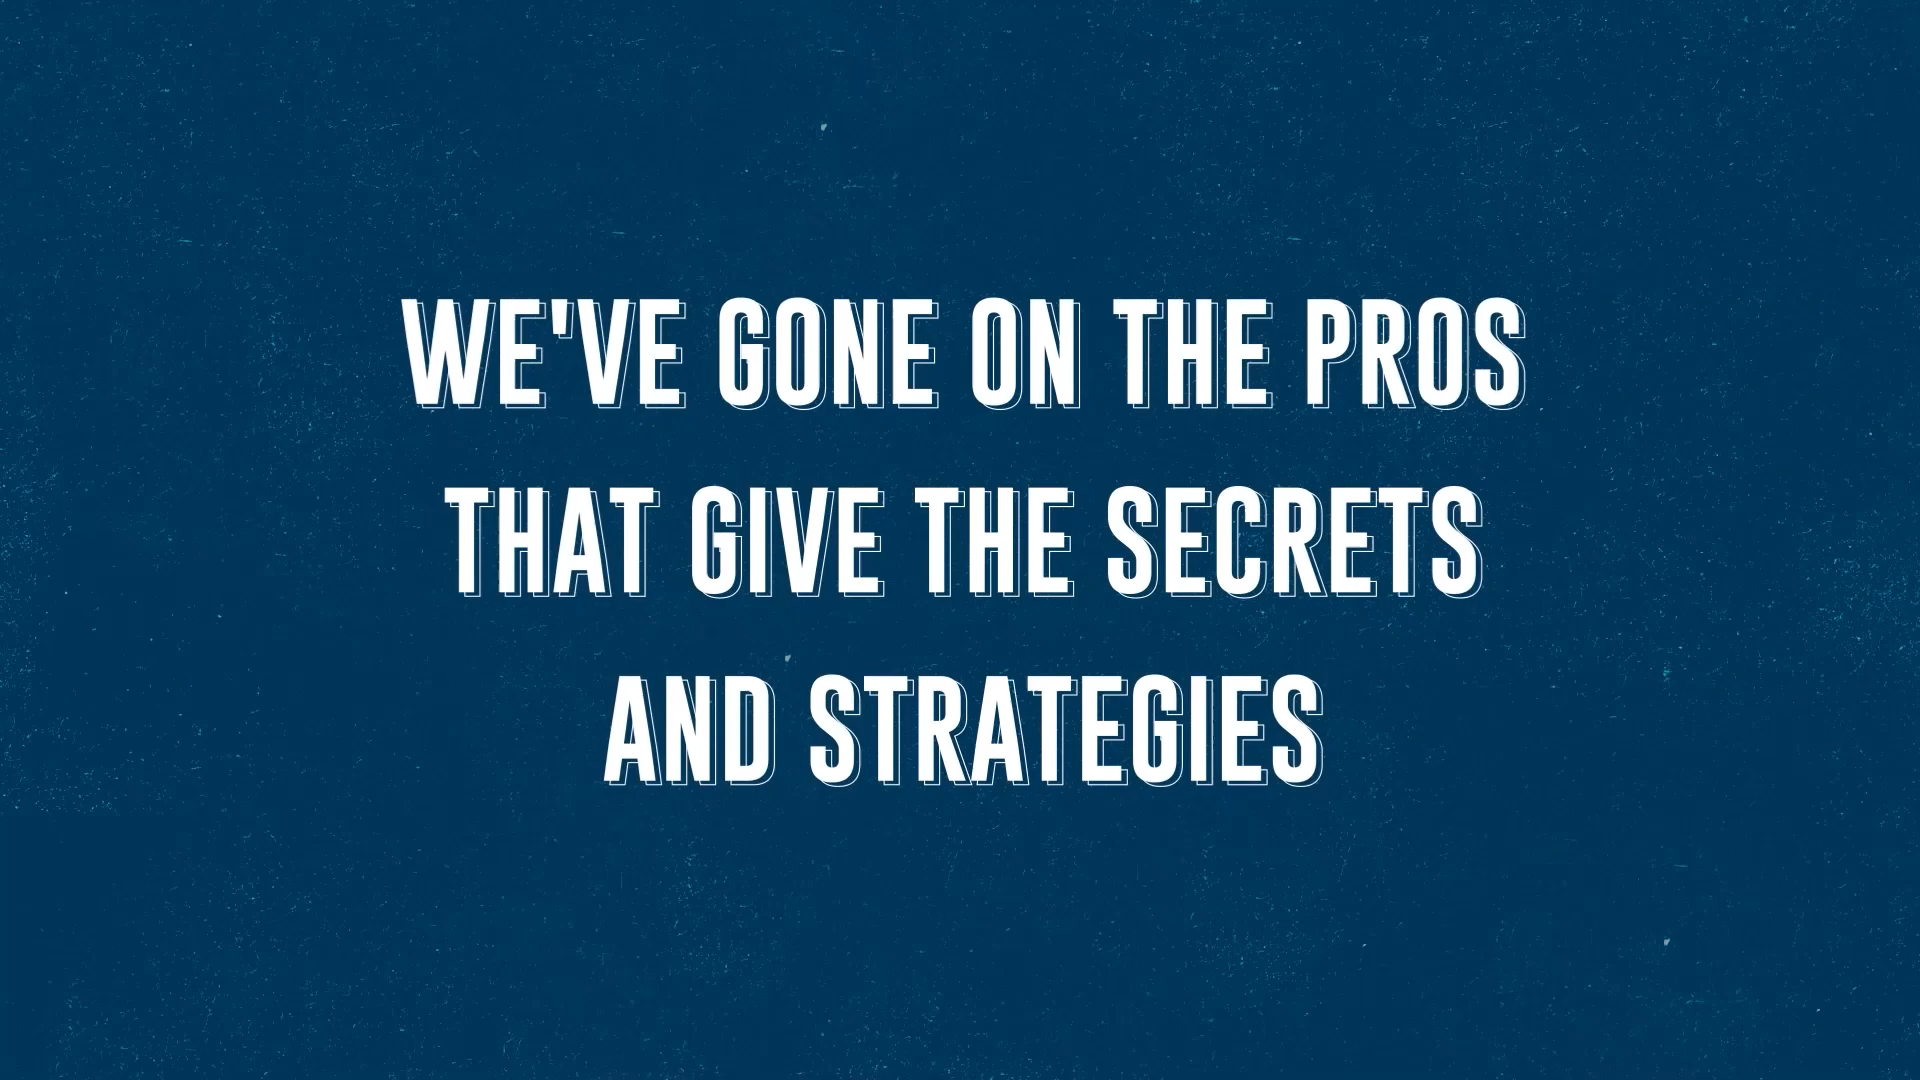 WE'VE GONE ON THE PROS
THAT GIVE THE SECRETS
AND STRATEGIES